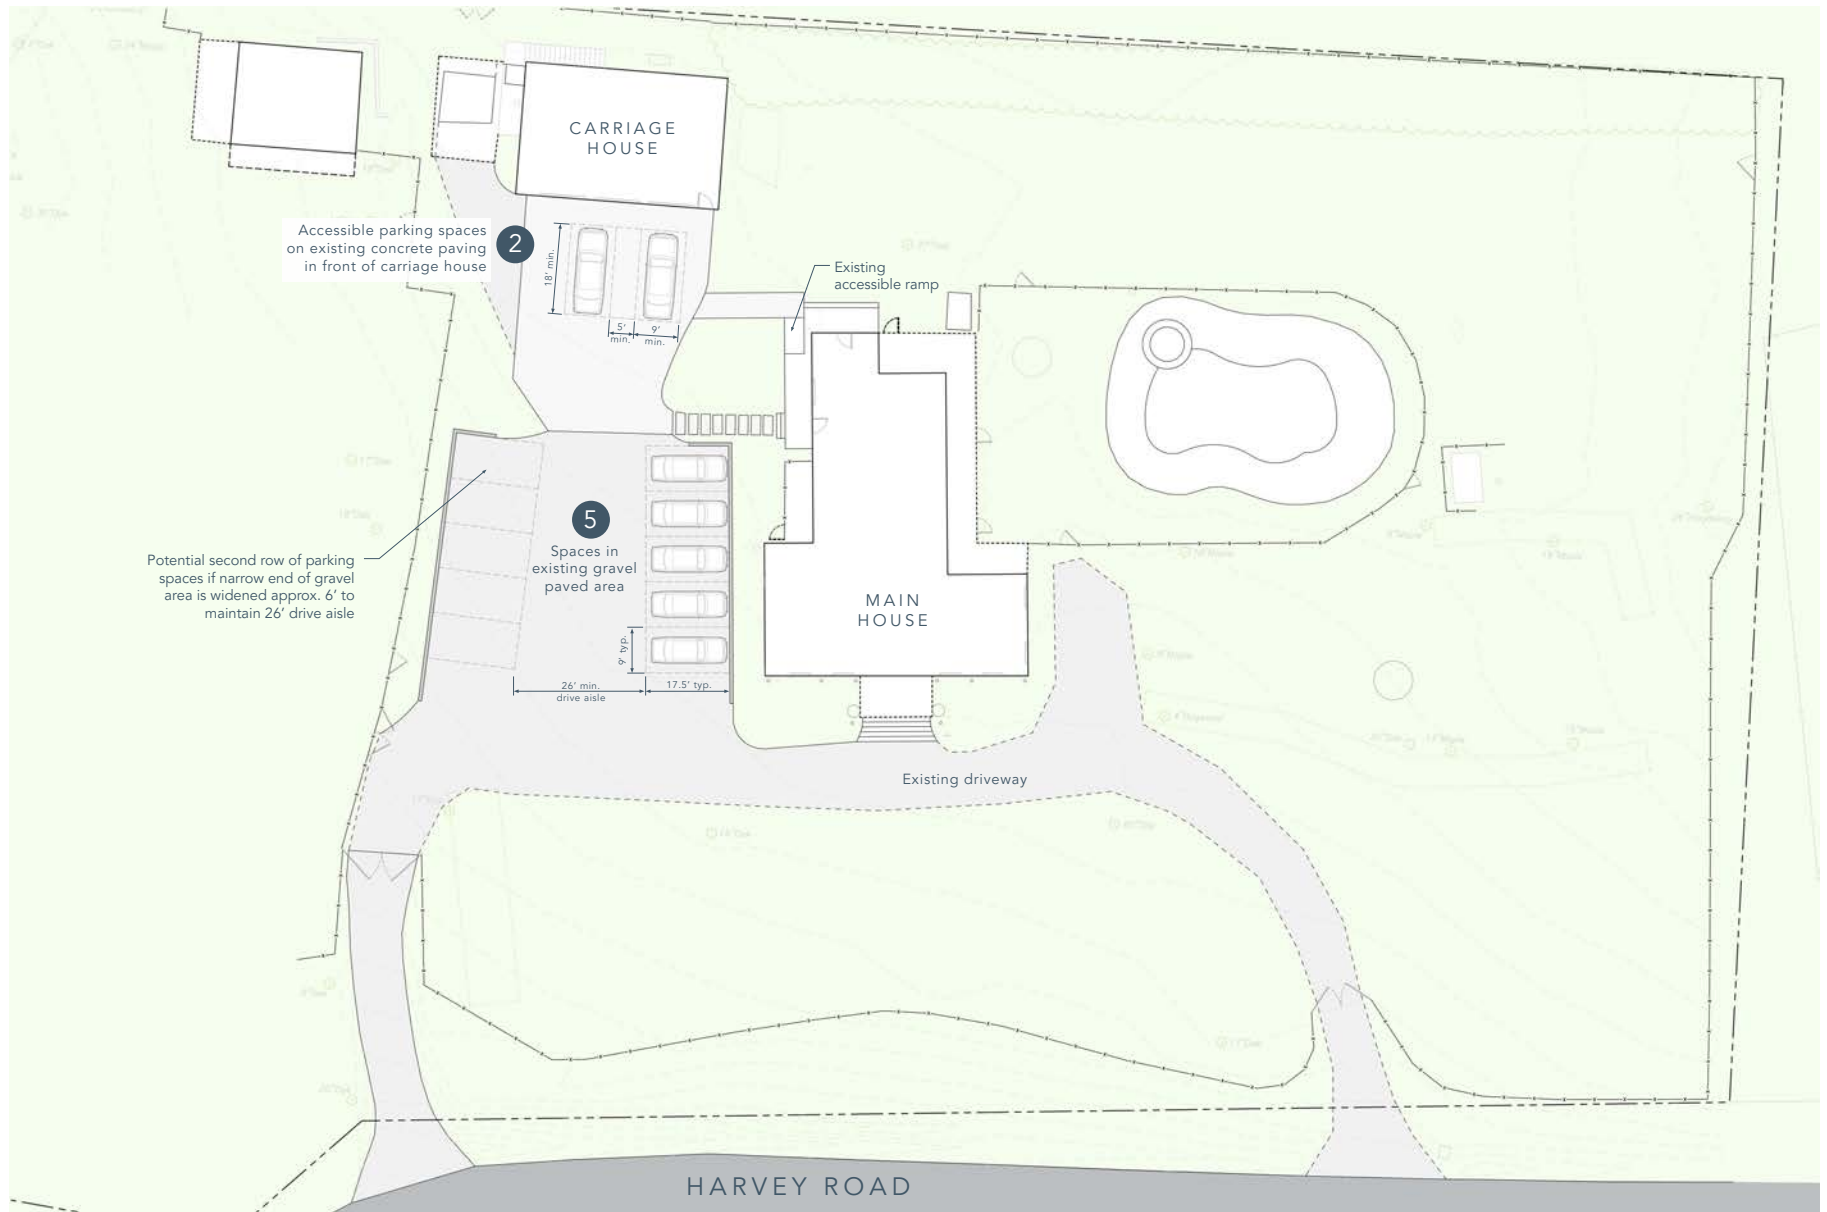 CARRIAGE
HOUSE
Accessible parking spaces
on existing concrete paving
in front of carriage house
2
18' min.
5'
min.
9'
min.
Existing
accessible ramp
5
Spaces in
existing gravel
paved area
Potential second row of parking
spaces if narrow end of gravel
area is widened approx. 6' to
maintain 26' drive aisle
MAIN
HOUSE
9' typ.
26' min.
drive aisle
17.5' typ.
Existing driveway
HARVEY ROAD